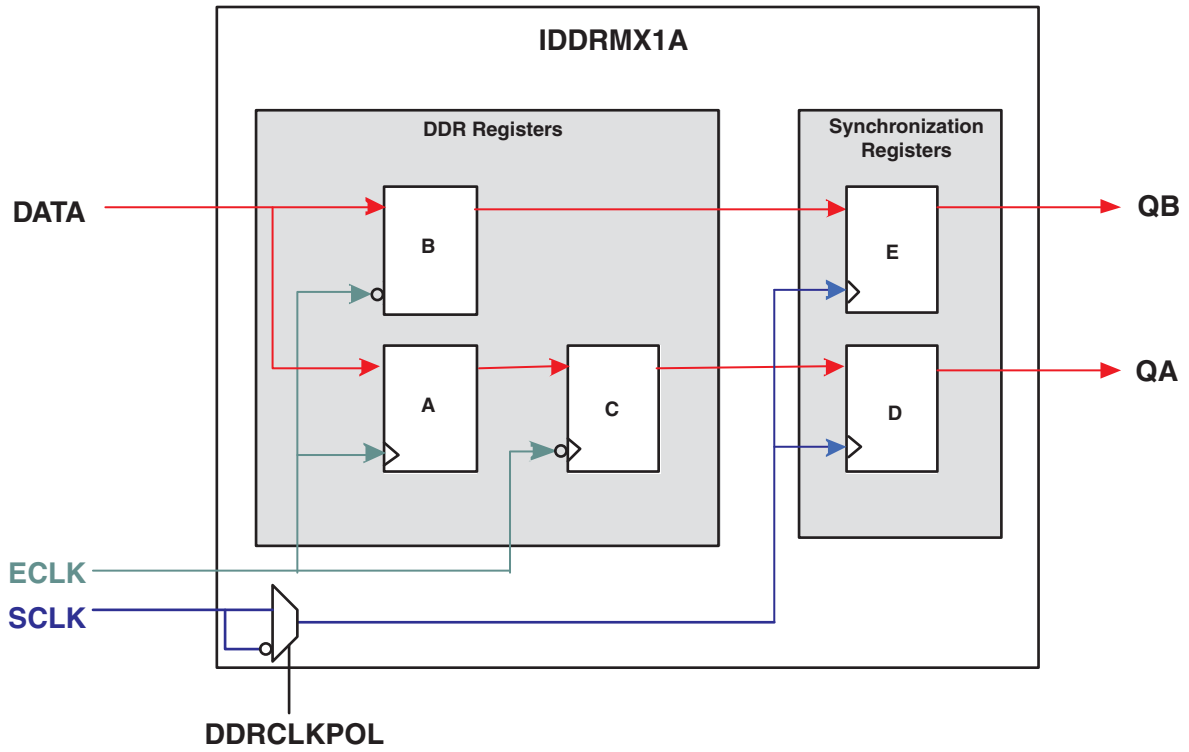 IDDRMX1A
DDR Registers
Synchronization
Registers
DATA
B
E
QB
A
C
D
QA
ECLK
SCLK
DDRCLKPOL